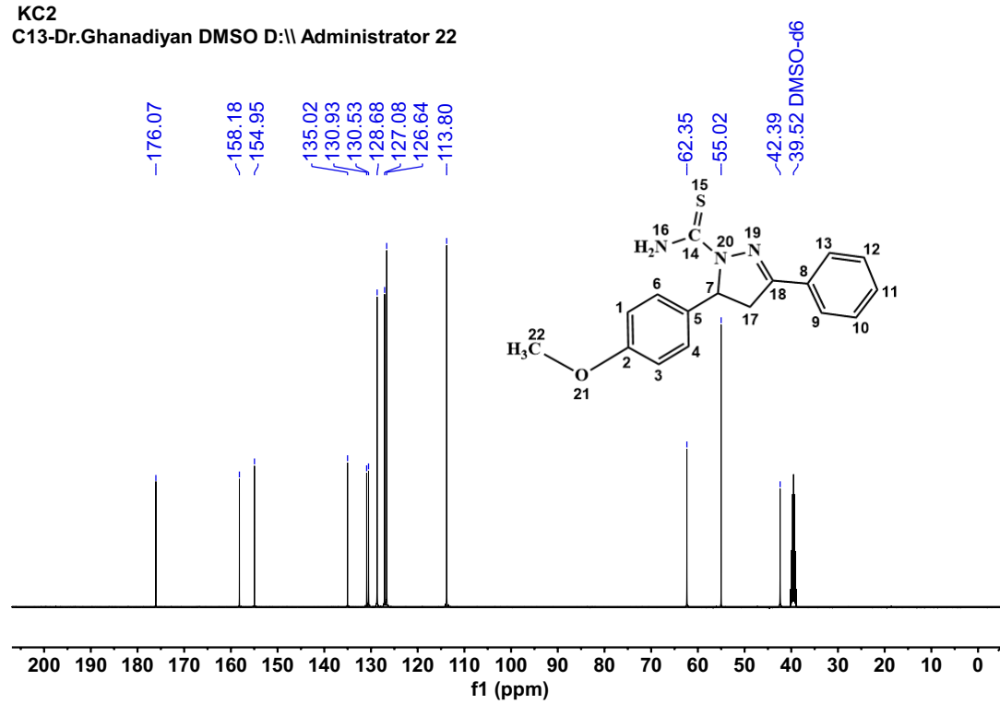 KC2
C13-Dr.Ghanadiyan DMSO D:\\ Administrator 22
176.07
158.18
154.95
135.02
130.93
130.53
128.68
127.08
126.64
113.80
62.35
55.02
42.39
39.52 DMSO-d6
15
S
16
H2N
C
14
20
N
19
N
13
12
8
11
18
9
10
17
7
6
1
5
4
2
3
22
H3C
O
21
200 190 180 170 160 150 140 130 120 110 100 90 80 70 60 50 40 30 20 10 0
f1 (ppm)